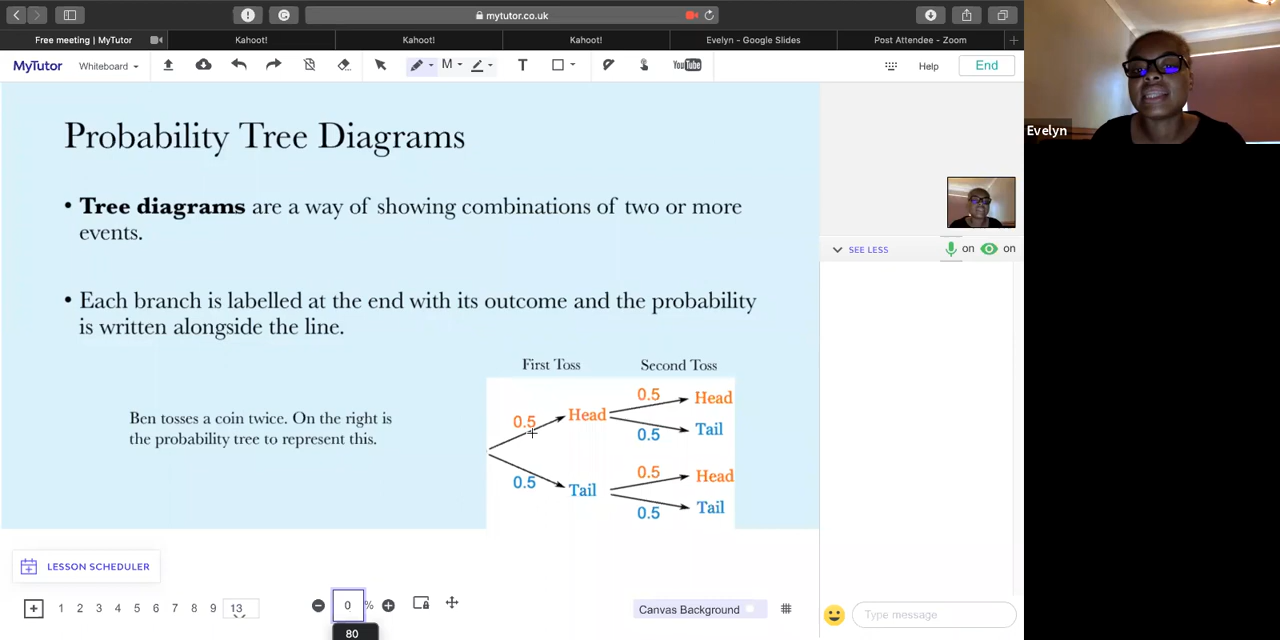 mytutor.co.uk
Free meeting | MyTutor
Kahoot!
Kahoot!
Kahoot!
Evelyn - Google Slides
Post Attendee - Zoom
MyTutor
Whiteboard
M
T
YouTube
Help
End
Evelyn
Probability Tree Diagrams
• Tree diagrams are a way of showing combinations of two or more
events.
SEE LESS
on
on
• Each branch is labelled at the end with its outcome and the probability
is written alongside the line.
First Toss
Second Toss
Ben tosses a coin twice. On the right is
the probability tree to represent this.
0.5
Head
0.5
Tail
0.5
Head
0.5
Tail
0.5
Head
0.5
Tail
LESSON SCHEDULER
1 2 3 4 5 6 7 8 9 13
0 %
80
Canvas Background
Type message